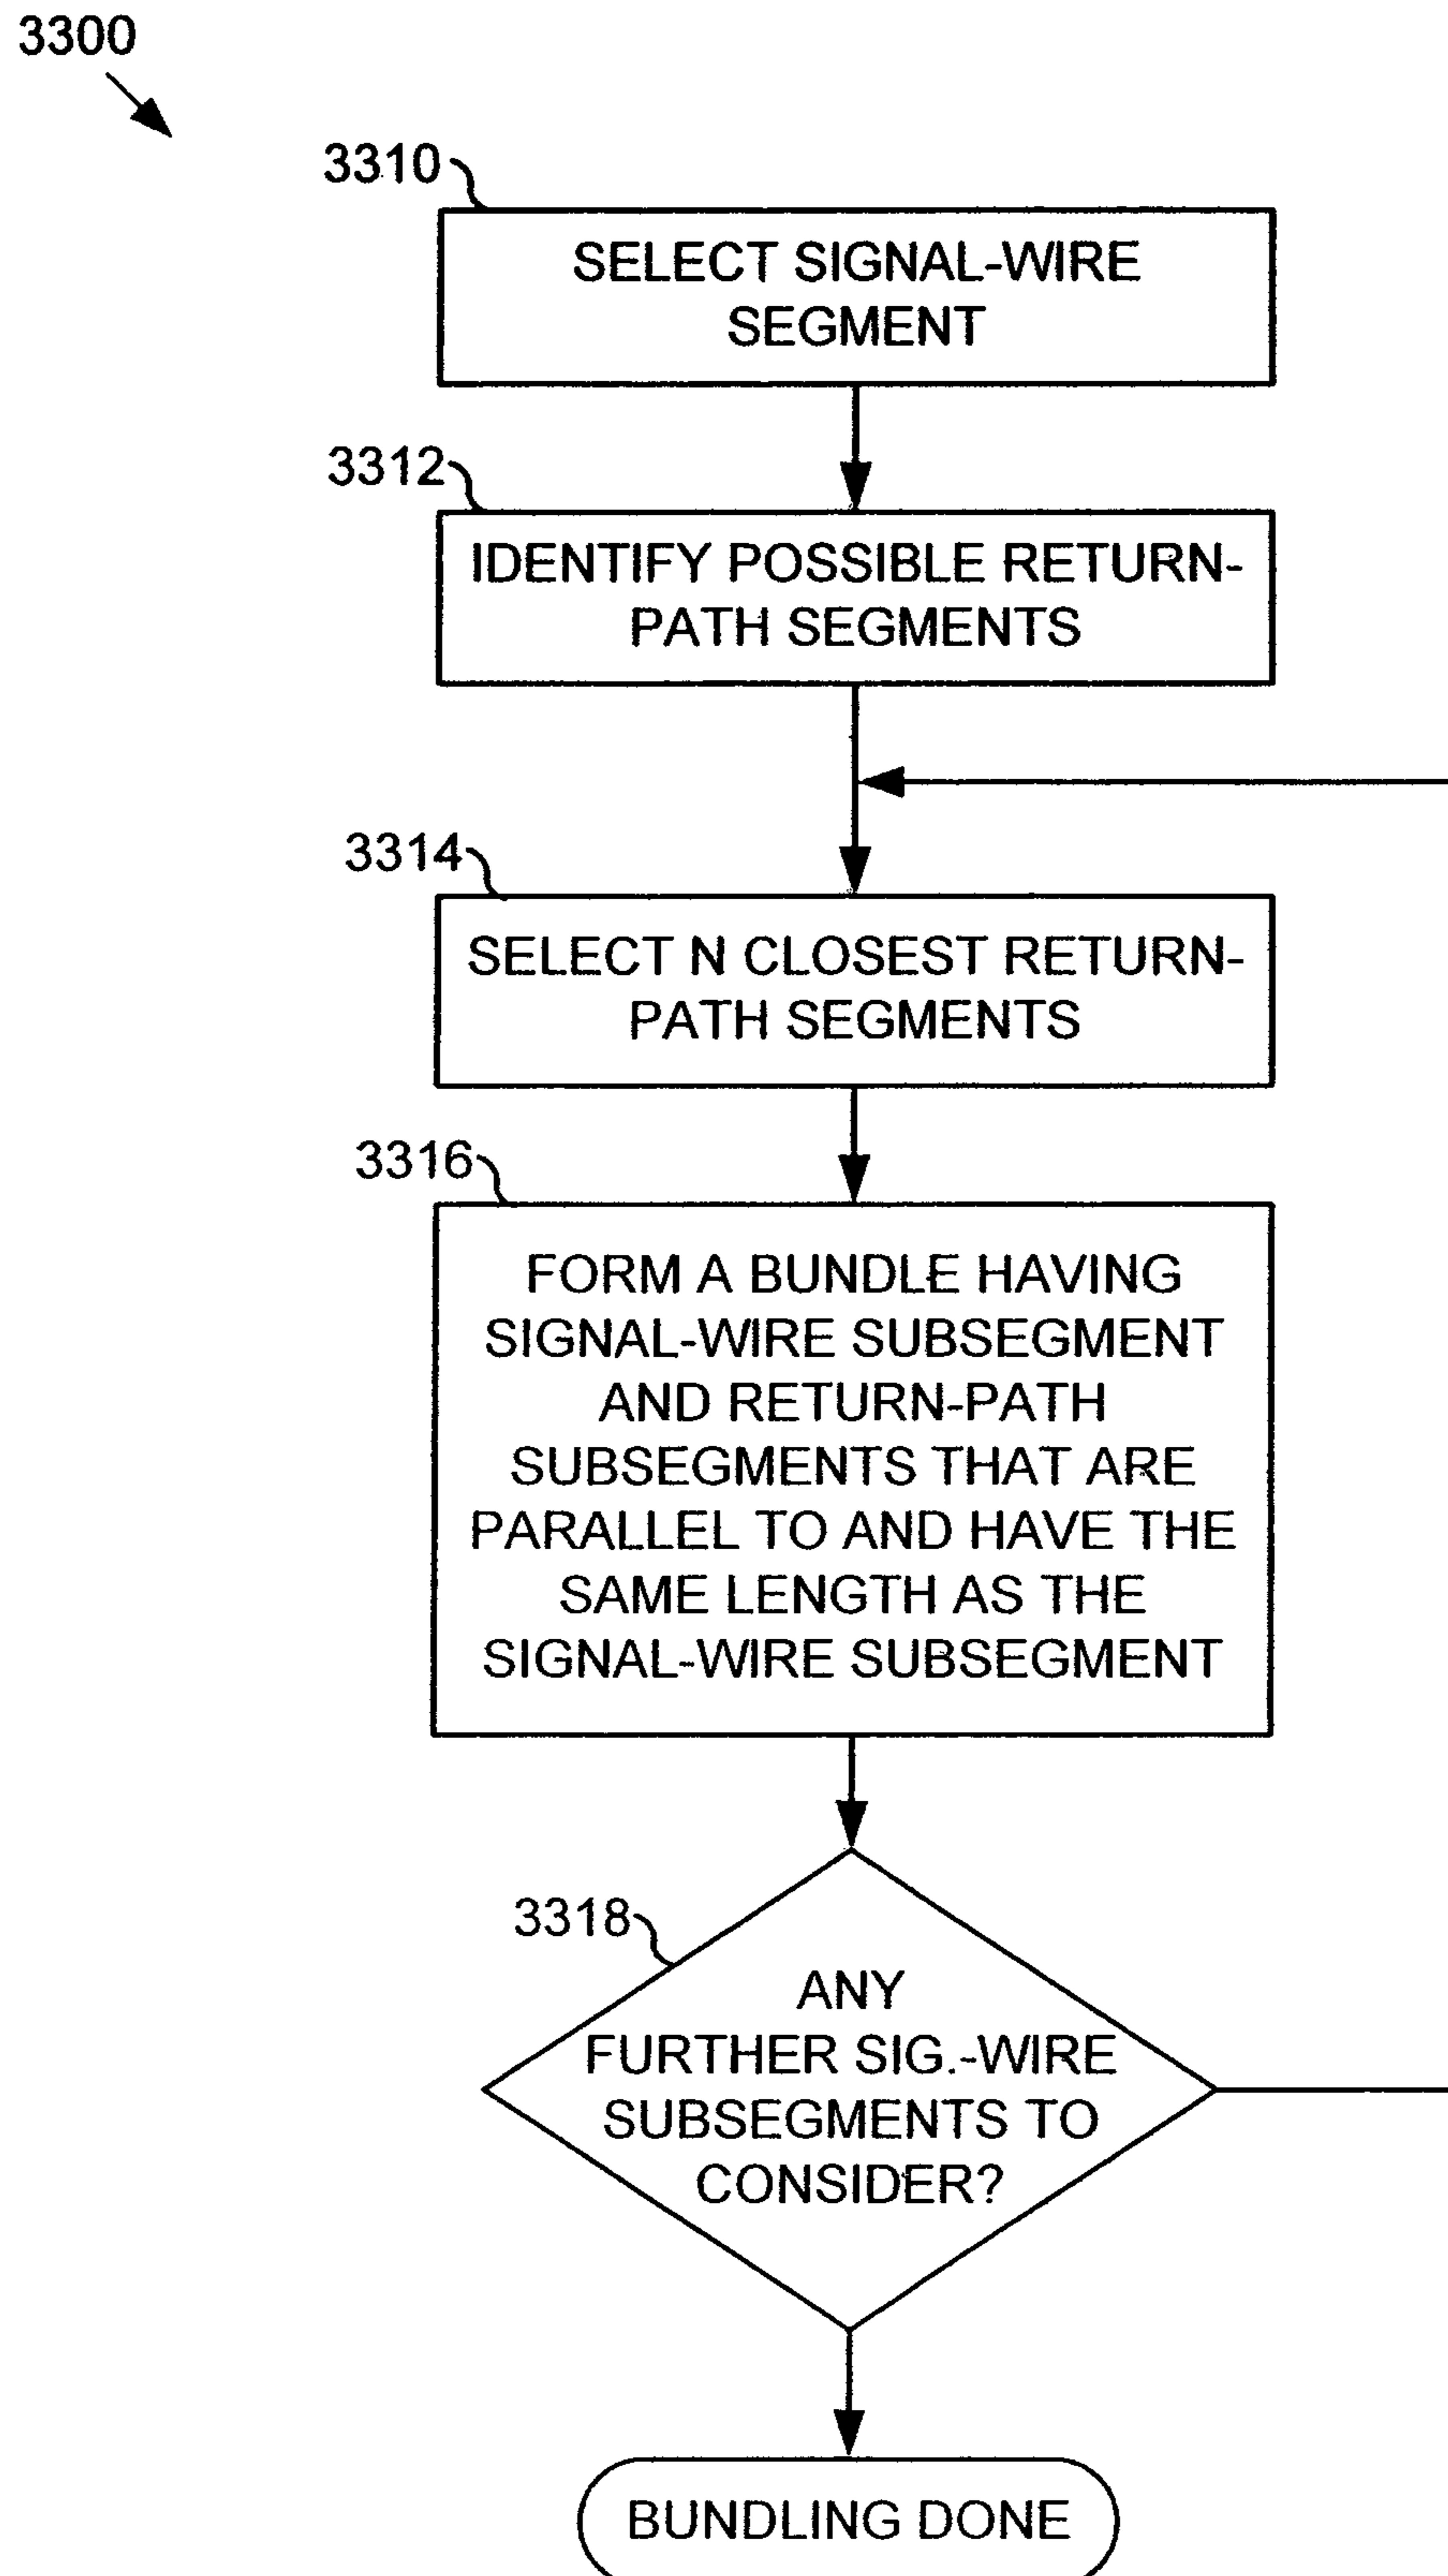 3300
3310
SELECT SIGNAL-WIRE
SEGMENT
3312
IDENTIFY POSSIBLE RETURN-
PATH SEGMENTS
3314
SELECT N CLOSEST RETURN-
PATH SEGMENTS
3316
FORM A BUNDLE HAVING
SIGNAL-WIRE SUBSEGMENT
AND RETURN-PATH
SUBSEGMENTS THAT ARE
PARALLEL TO AND HAVE THE
SAME LENGTH AS THE
SIGNAL-WIRE SUBSEGMENT
3318
ANY
FURTHER SIG.-WIRE
SUBSEGMENTS TO
CONSIDER?
BUNDLING DONE